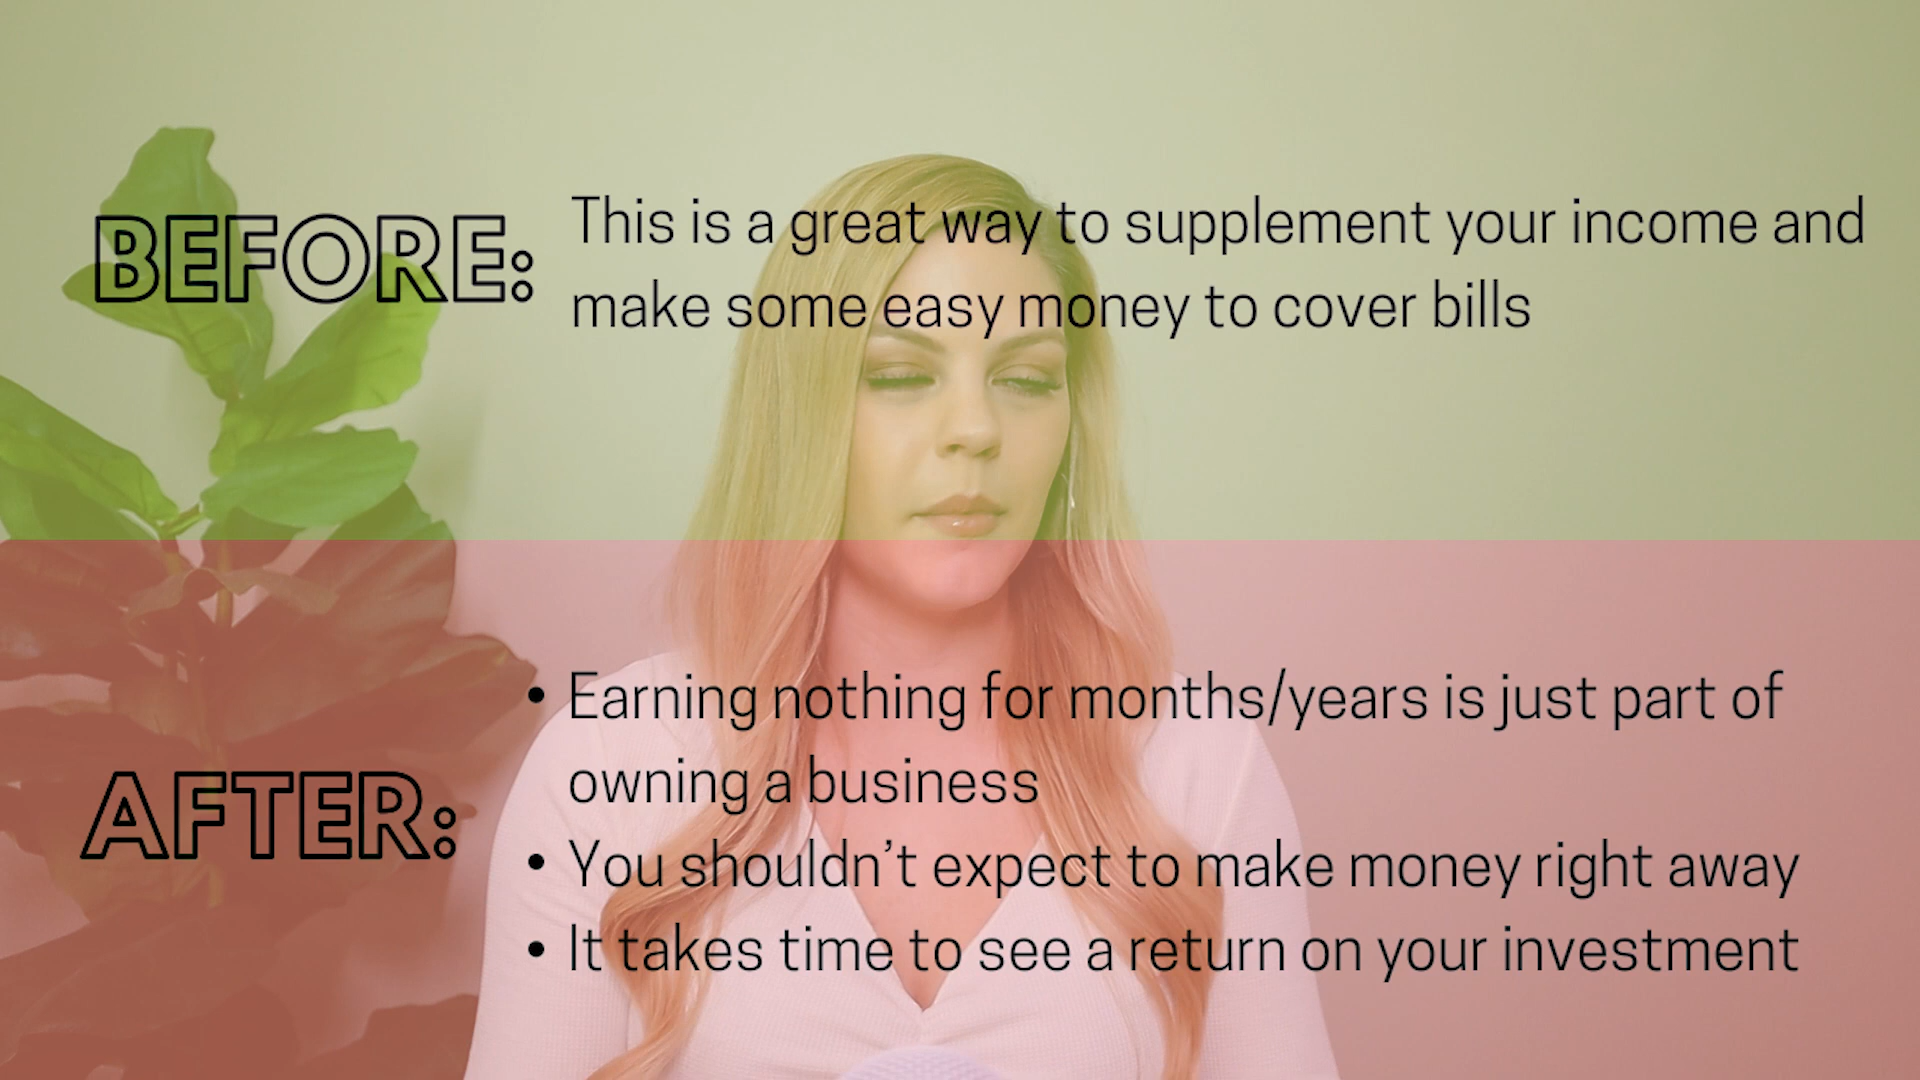 BEFORE:
This is a great way to supplement your income and
make some easy money to cover bills
AFTER:
• Earning nothing for months/years is just part of
owning a business
• You shouldn't expect to make money right away
• It takes time to see a return on your investment